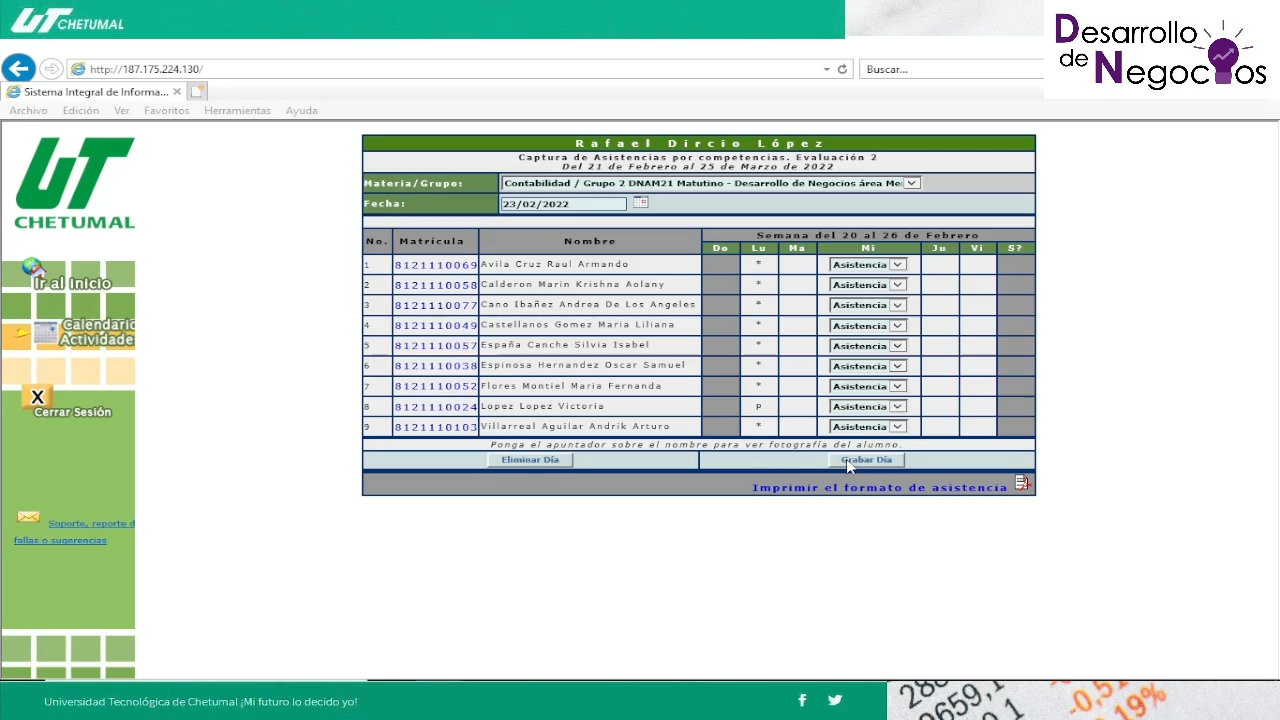 UT CHETUMAL
Desarrollo
de Negocios
http://187.175.224.130/
Buscar...
Sistema Integral de Informa...
Archivo Edición Ver Favoritos Herramientas Ayuda
UT
CHETUMAL
Ir al Inicio
Calendario
Actividade
X
Cerrar Sesión
Soporte, reporte d
fallas o sugerencias
Rafael Dircio López
Captura de Asistencias por competencias. Evaluación 2
Del 21 de Febrero al 25 de Marzo de 2022
Materia/Grupo: Contabilidad / Grupo 2 DNAM21 Matutino - Desarrollo de Negocios área Me
Fecha: 23/02/2022
No. Matrícula Nombre Semana del 20 al 26 de Febrero
Do Lu Ma Mi Ju Vi S?
1 8121110069 Avila Cruz Raul Armando * Asistencia
2 8121110058 Calderon Marin Krishna Aolany * Asistencia
3 8121110077 Cano Ibañez Andrea De Los Angeles * Asistencia
4 8121110049 Castellanos Gomez Maria Liliana * Asistencia
5 8121110057 España Canche Silvia Isabel * Asistencia
6 8121110038 Espinosa Hernandez Oscar Samuel * Asistencia
7 8121110052 Flores Montiel Maria Fernanda * Asistencia
8 8121110024 Lopez Lopez Victoria P Asistencia
9 8121110103 Villarreal Aguilar Andrik Arturo * Asistencia
Ponga el apuntador sobre el nombre para ver fotografía del alumno.
Eliminar Día Grabar Día
Imprimir el formato de asistencia
Universidad Tecnológica de Chetumal ¡Mi futuro lo decido yo!